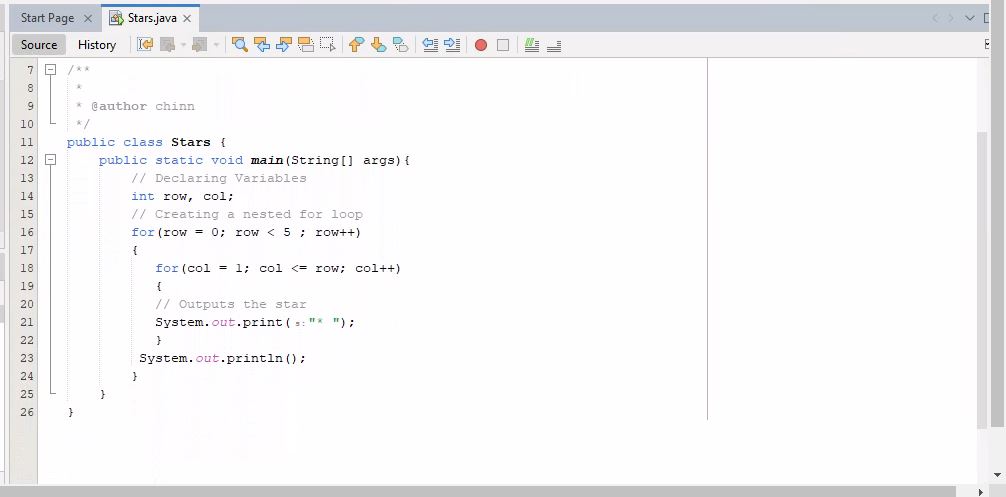 Start Page Stars.java
Source History
7 /**
8 *
9 * @author chinn
10 */
11 public class Stars {
12 public static void main(String[] args){
13 // Declaring Variables
14 int row, col;
15 // Creating a nested for loop
16 for(row = 0; row < 5 ; row++)
17 {
18 for(col = 1; col <= row; col++)
19 {
20 // Outputs the star
21 System.out.print( s: "* ");
22 }
23 System.out.println();
24 }
25 }
26 }